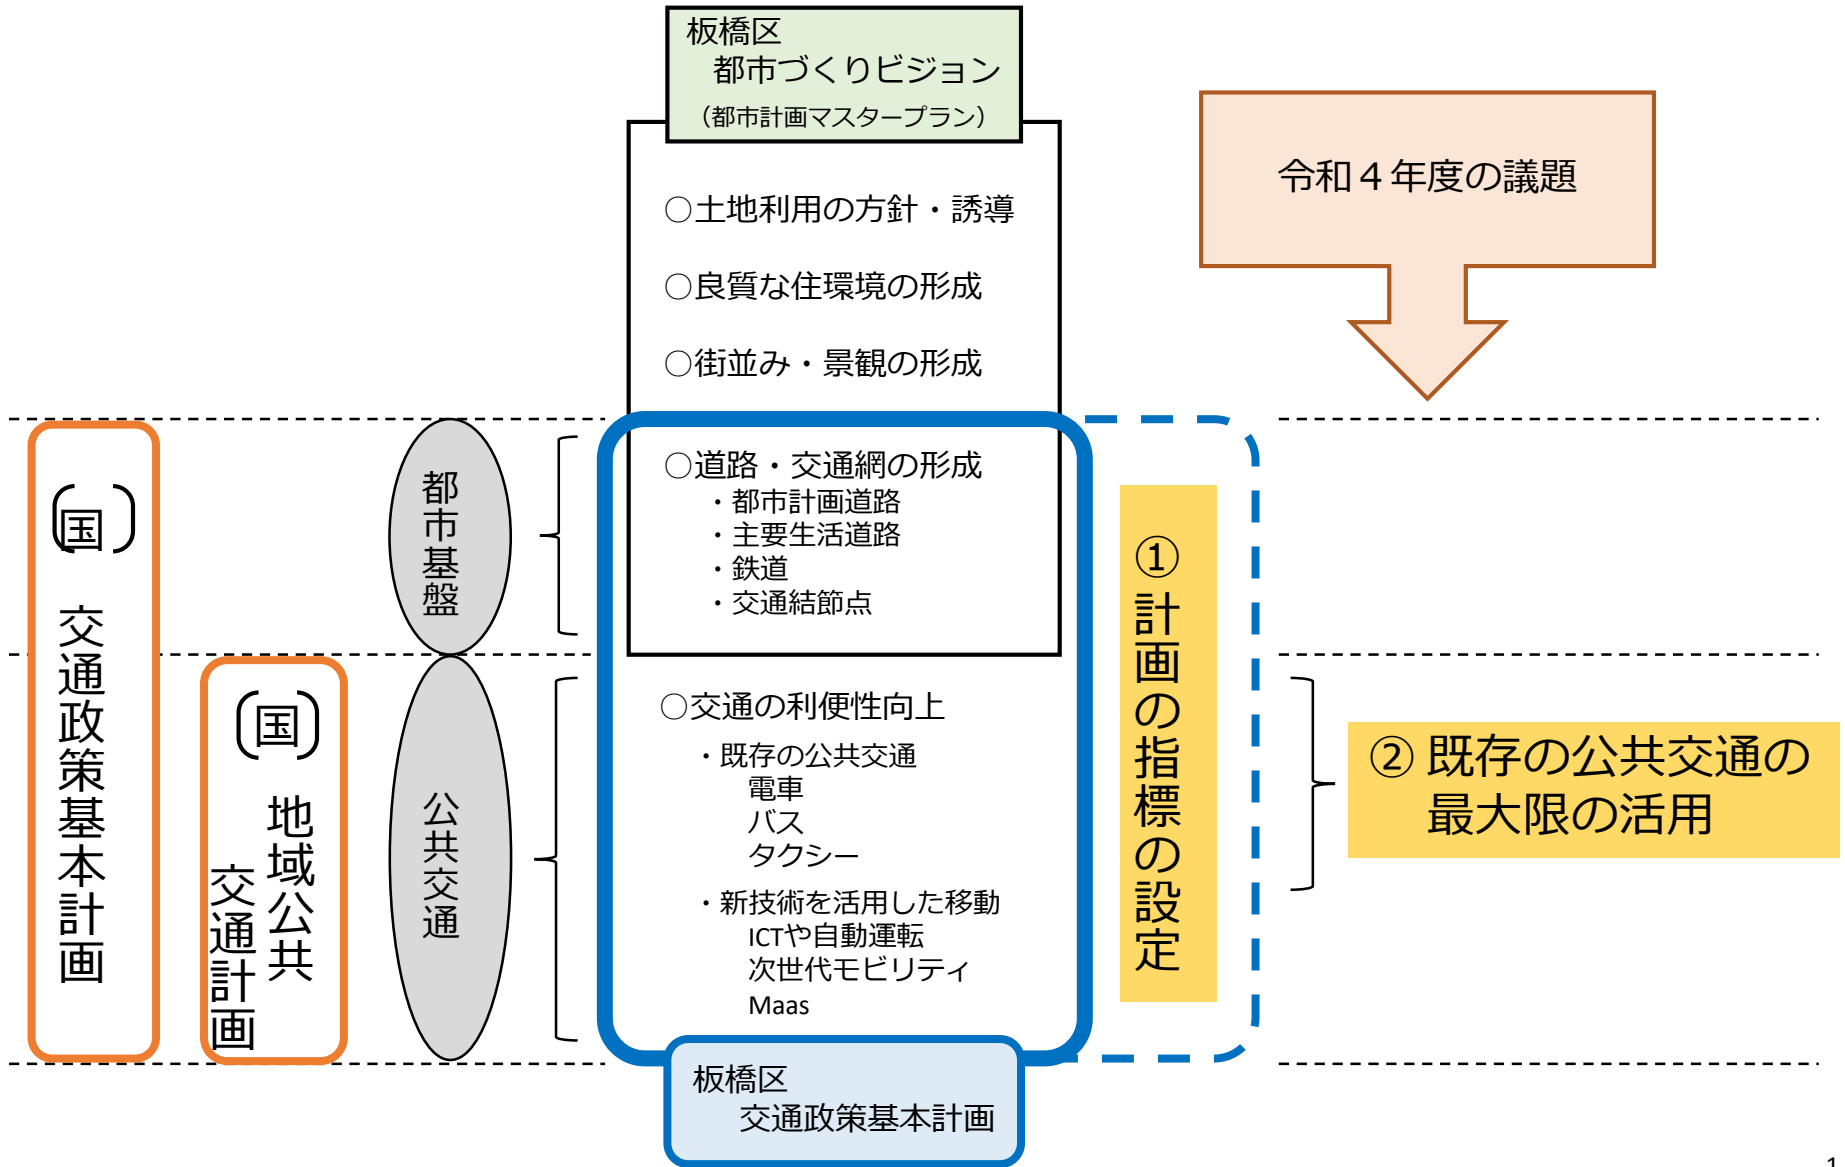 板橋区
都市づくりビジョン
（都市計画マスタープラン）
○土地利用の方針・誘導
○良質な住環境の形成
○街並み・景観の形成
○道路・交通網の形成
・都市計画道路
・主要生活道路
・鉄道
・交通結節点
○交通の利便性向上
・既存の公共交通
電車
バス
タクシー
・新技術を活用した移動
ICTや自動運転
次世代モビリティ
Maas
板橋区
交通政策基本計画
〔国〕
交通政策基本計画
〔国〕
地域公共
交通計画
都市基盤
公共交通
令和４年度の議題
①計画の指標の設定
②既存の公共交通の
最大限の活用
1